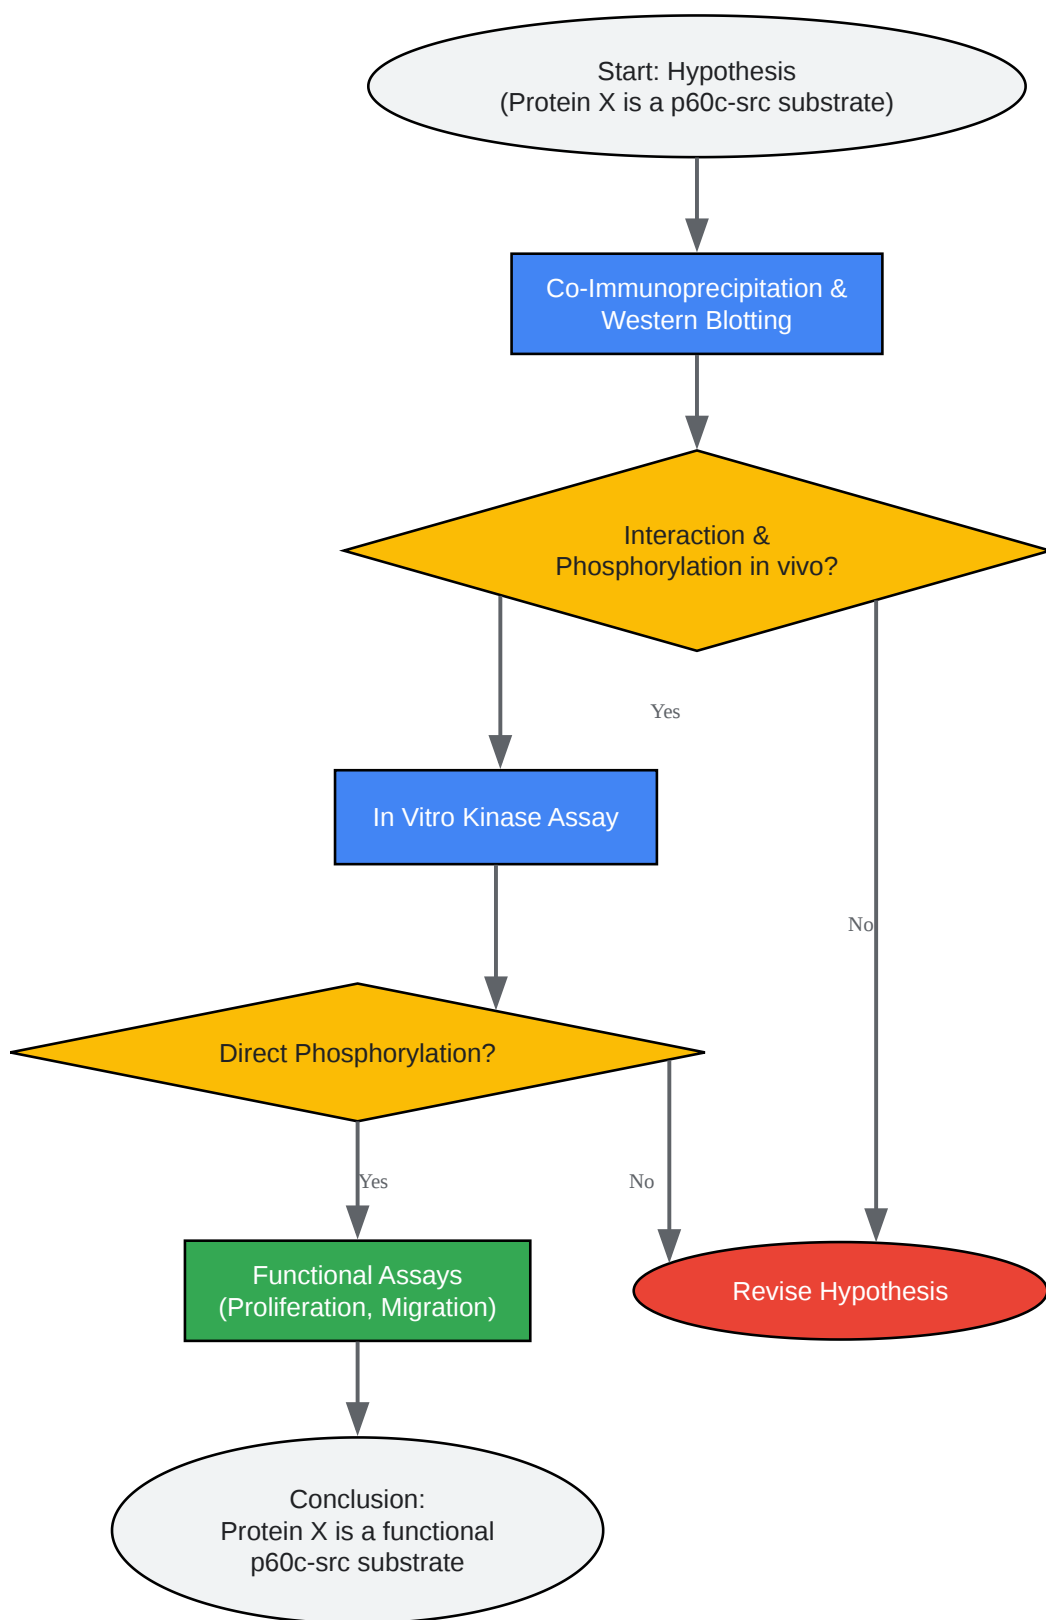 Start: Hypothesis
(Protein X is a p60c-src substrate)
Co-Immunoprecipitation &
Western Blotting
Interaction &
Phosphorylation in vivo?
Yes
In Vitro Kinase Assay
No
Direct Phosphorylation?
Yes
No
Functional Assays
(Proliferation, Migration)
Revise Hypothesis
Conclusion:
Protein X is a functional
p60c-src substrate